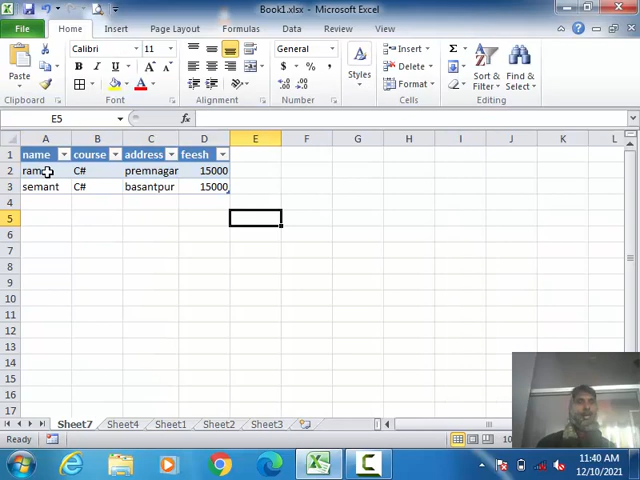 Book1.xlsx - Microsoft Excel
File Home Insert Page Layout Formulas Data Review View
Calibri 11 General Insert Σ
Paste B I U $ % , Styles Delete Sort & Filter Find & Select
Format
Clipboard Font Alignment Number Cells Editing
E5 fx
A B C D E F G H I J K L
1 name course address feesh
2 ram C# premnagar 15000
3 semant C# basantpur 15000
4
5
6
7
8
9
10
11
12
13
14
15
16
17
Sheet7 Sheet4 Sheet1 Sheet2 Sheet3
Ready
11:40 AM
12/10/2021